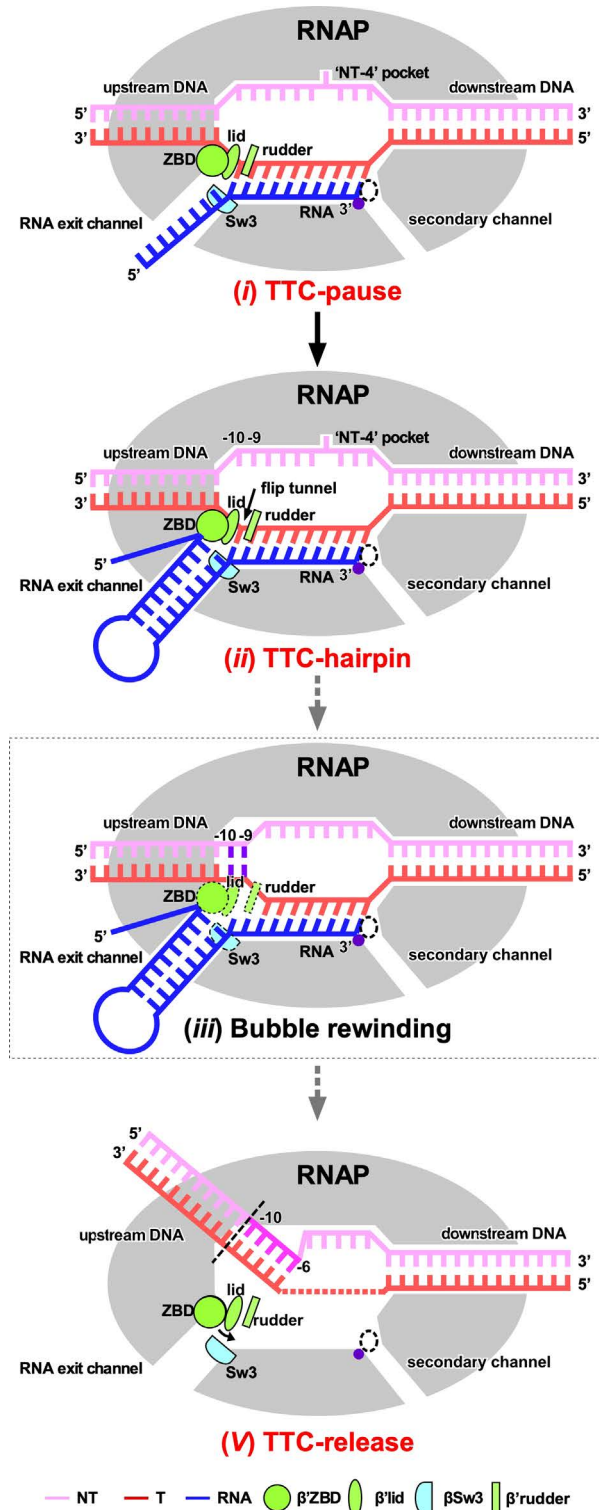 RNAP
'NT-4' pocket
upstream DNA
downstream DNA
5'
3'
3'
5'
lid
ZBD
rudder
RNA exit channel
Sw3
RNA
3'
secondary channel
5'
(i) TTC-pause
RNAP
-10 -9
'NT-4' pocket
upstream DNA
downstream DNA
5'
3'
3'
5'
flip tunnel
lid
ZBD
rudder
5'
RNA exit channel
Sw3
RNA
3'
secondary channel
(ii) TTC-hairpin
RNAP
upstream DNA
-10 -9
downstream DNA
5'
3'
3'
5'
lid
rudder
ZBD
5'
RNA exit channel
Sw3
RNA
3'
secondary channel
(iii) Bubble rewinding
5'
3'
RNAP
-10
upstream DNA
downstream DNA
-6
3'
5'
lid
ZBD
rudder
RNA exit channel
Sw3
secondary channel
(V) TTC-release
NT T RNA β'ZBD β'lid βSw3 β'rudder